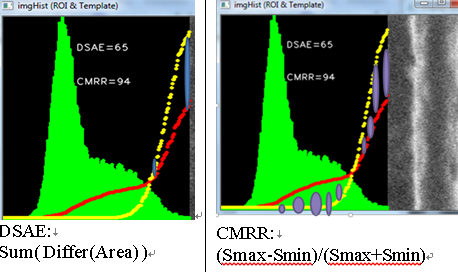 imgHist (ROI & Template)
DSAE=65
CMRR=94
DSAE:↓
Sum(Differ(Area))↵
imgHist (ROI & Template)
DSAE=65
CMRR=94
CMRR:↓
(Smax-Smin)/(Smax+Smin)